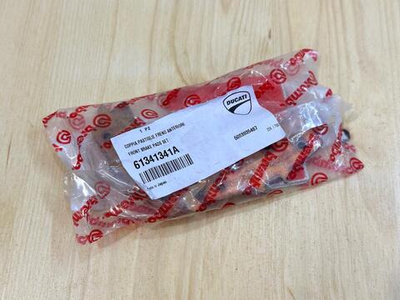 1 PZ
COPPIA PASTIGLIE FRENO ANTERIORE
FRONT BRAKE PADS SET
61341341A
DUCATI
brembo